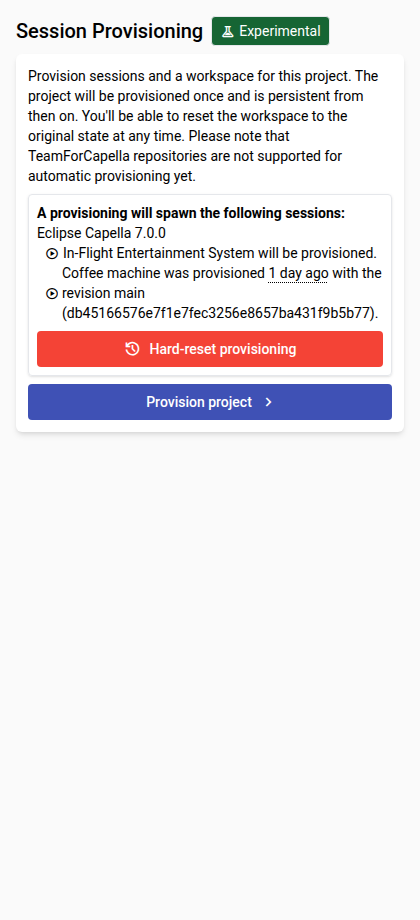 Session Provisioning
Experimental
Provision sessions and a workspace for this project. The
project will be provisioned once and is persistent from
then on. You'll be able to reset the workspace to the
original state at any time. Please note that
TeamForCapella repositories are not supported for
automatic provisioning yet.
A provisioning will spawn the following sessions:
Eclipse Capella 7.0.0
In-Flight Entertainment System will be provisioned.
Coffee machine was provisioned 1 day ago with the
revision main
(db45166576e7f1e7fec3256e8657ba431f9b5b77).
Hard-reset provisioning
Provision project